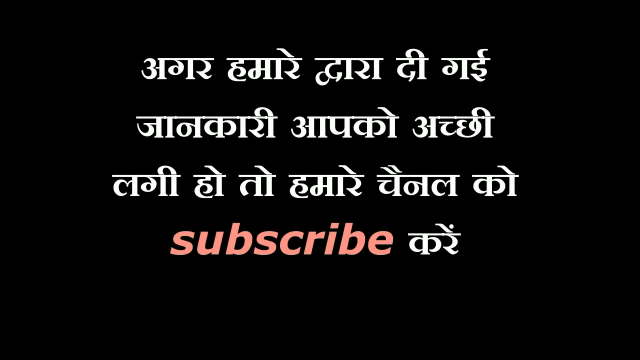 अगर हमारे द्वारा दी गई
जानकारी आपको अच्छी
लगी हो तो हमारे चैनल को
subscribe करें